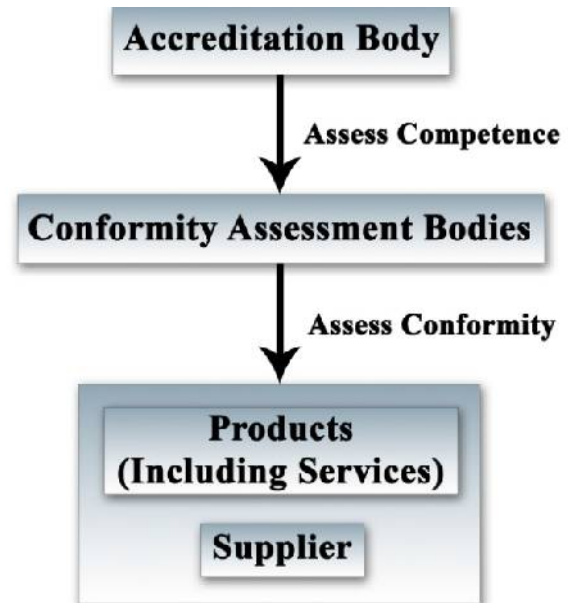 Accreditation Body
Assess Competence
Conformity Assessment Bodies
Assess Conformity
Products
(Including Services)
Supplier